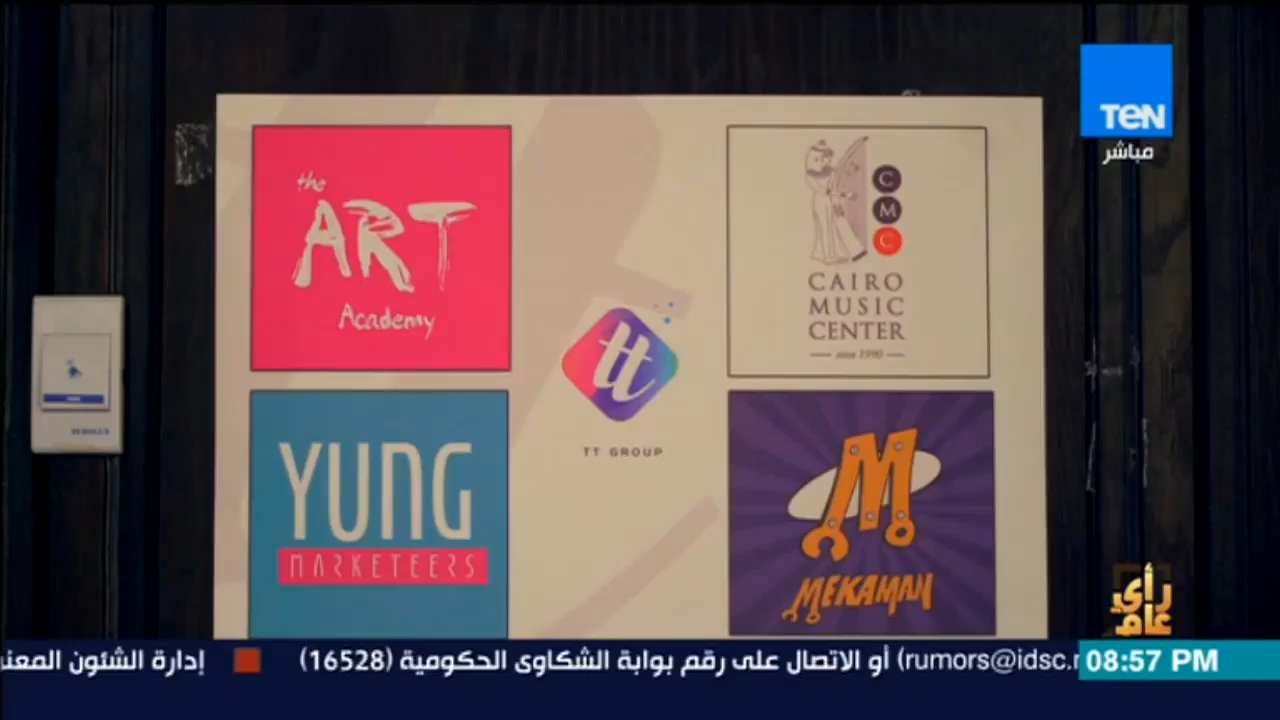 TEN
مباشر
the
ART
Academy
C
M
C
CAIRO
MUSIC
CENTER
since 1990
tt
TT GROUP
YUNG
MARKETEERS
M
MEKAMAN
رأي
عام
rumors@idsc.n) أو الاتصال على رقم بوابة الشكاوى الحكومية (16528)
إدارة الشئون المعنو
08:57 PM